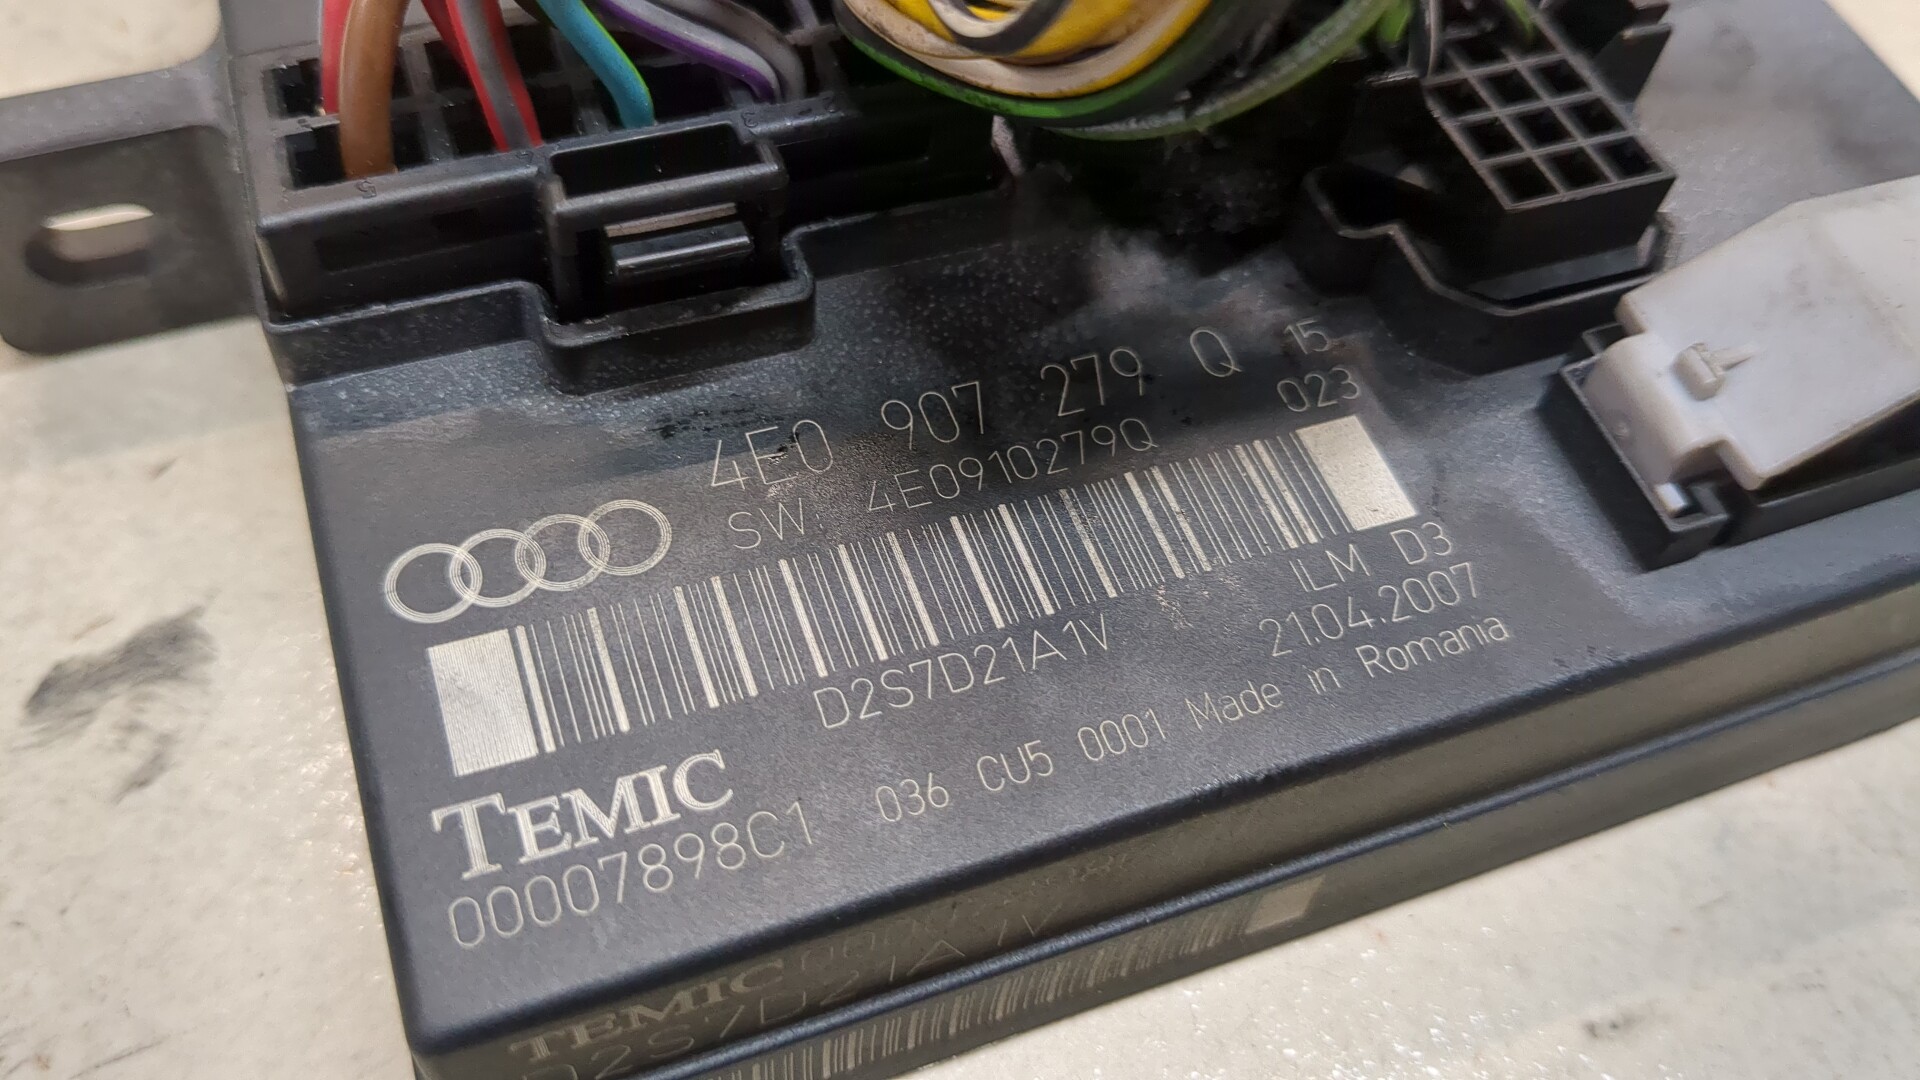 4E0 907 279 Q 15
SW: 4E0910279Q 023
ILM D3
D2S7D21A1V 21.04.2007
TEMIC 036 CU5 0001 Made in Romania
00007898C1
TEMIC
D2S7D21A1V